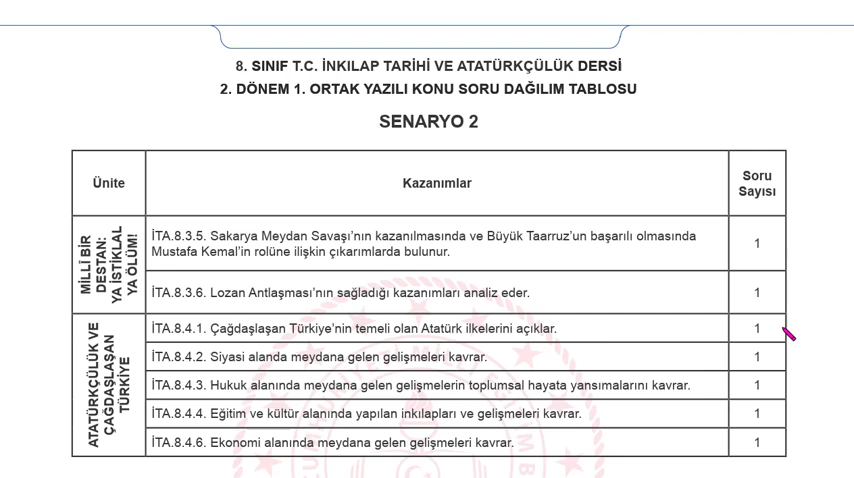 8. SINIF T.C. İNKILAP TARİHİ VE ATATÜRKÇÜLÜK DERSİ
2. DÖNEM 1. ORTAK YAZILI KONU SORU DAĞILIM TABLOSU
SENARYO 2
Ünite
Kazanımlar
Soru
Sayısı
MİLLÎ BİR
DESTAN:
YA İSTİKLAL
YA ÖLÜM!
İTA.8.3.5. Sakarya Meydan Savaşı’nın kazanılmasında ve Büyük Taarruz’un başarılı olmasında
Mustafa Kemal’in rolüne ilişkin çıkarımlarda bulunur.
1
İTA.8.3.6. Lozan Antlaşması’nın sağladığı kazanımları analiz eder.
1
ATATÜRKÇÜLÜK VE
ÇAĞDAŞLAŞAN
TÜRKİYE
İTA.8.4.1. Çağdaşlaşan Türkiye’nin temeli olan Atatürk ilkelerini açıklar.
1
İTA.8.4.2. Siyasi alanda meydana gelen gelişmeleri kavrar.
1
İTA.8.4.3. Hukuk alanında meydana gelen gelişmelerin toplumsal hayata yansımalarını kavrar.
1
İTA.8.4.4. Eğitim ve kültür alanında yapılan inkılapları ve gelişmeleri kavrar.
1
İTA.8.4.6. Ekonomi alanında meydana gelen gelişmeleri kavrar.
1